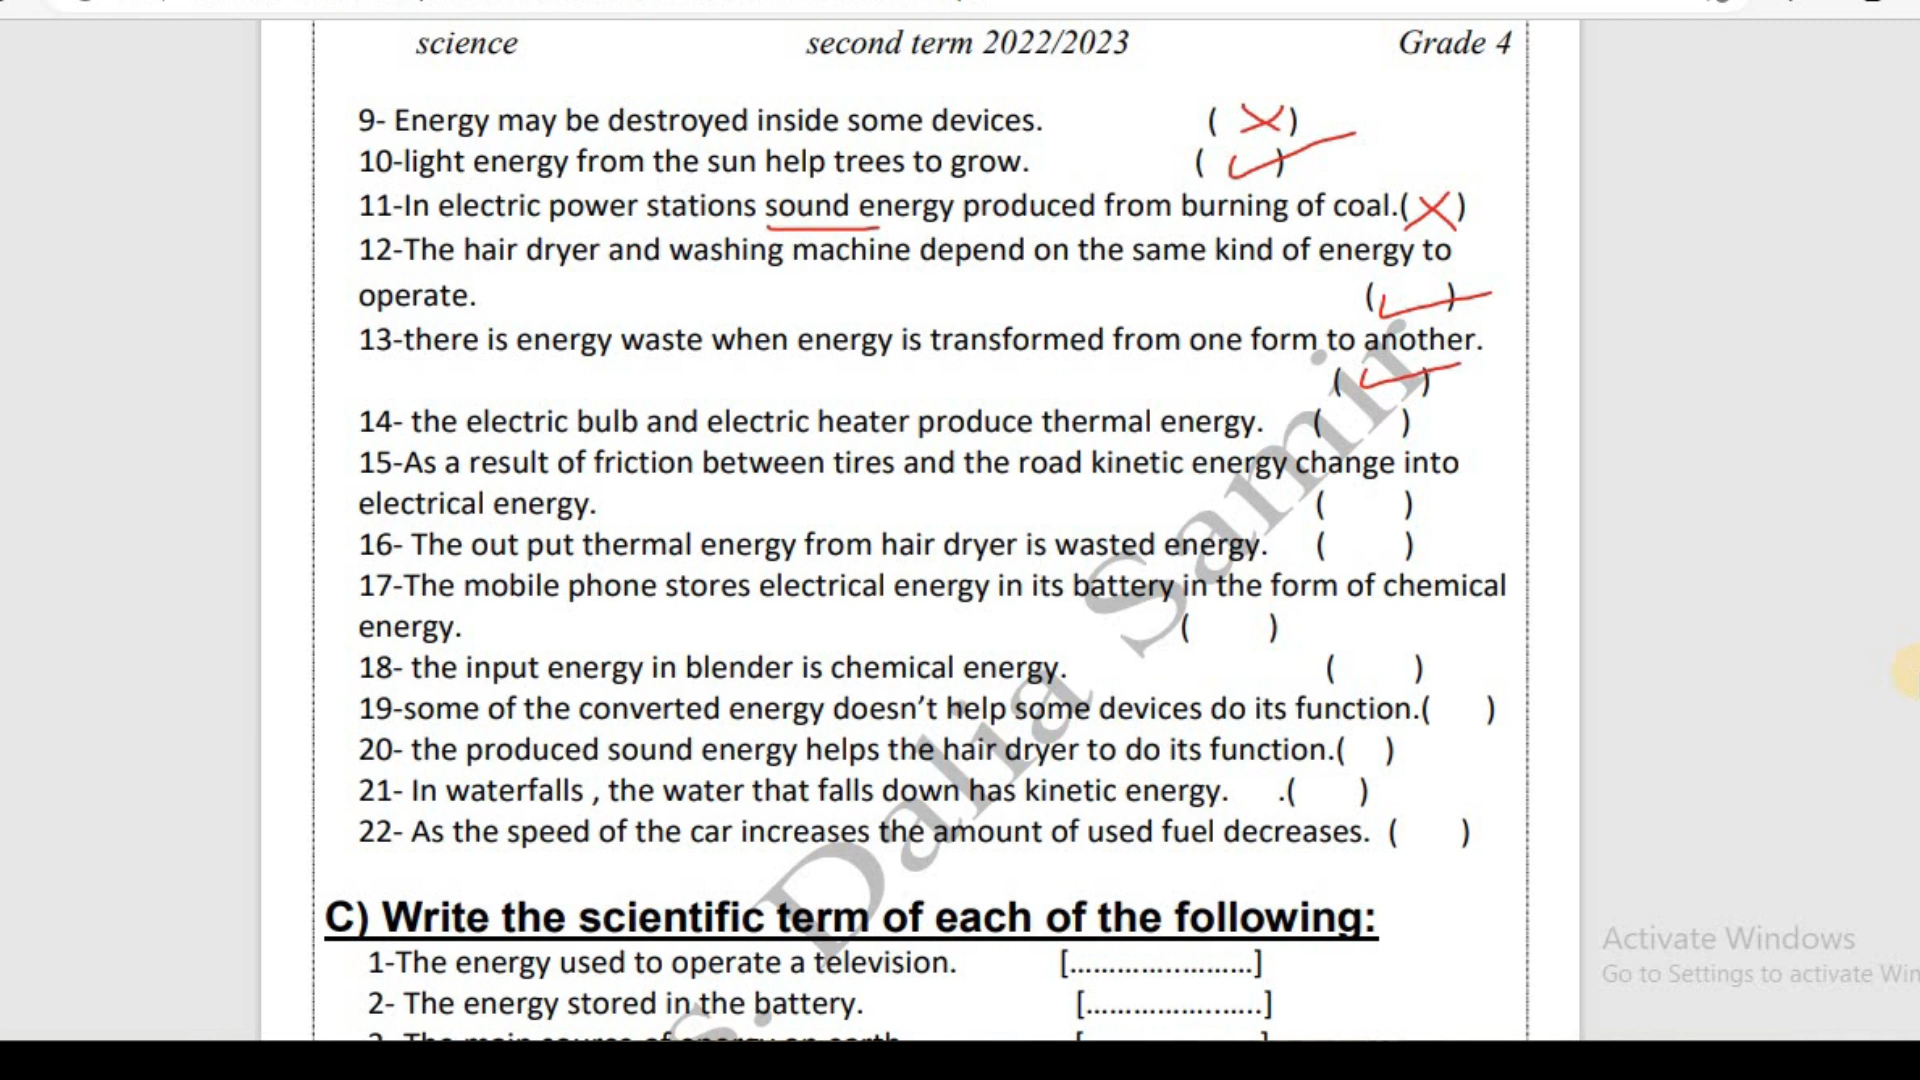 science second term 2022/2023 Grade 4
9- Energy may be destroyed inside some devices. ( X )
10-light energy from the sun help trees to grow. ( ✓ )
11-In electric power stations sound energy produced from burning of coal.( X )
12-The hair dryer and washing machine depend on the same kind of energy to
operate. ( ✓ )
13-there is energy waste when energy is transformed from one form to another.
( ✓ )
14- the electric bulb and electric heater produce thermal energy. ( )
15-As a result of friction between tires and the road kinetic energy change into
electrical energy. ( )
16- The out put thermal energy from hair dryer is wasted energy. ( )
17-The mobile phone stores electrical energy in its battery in the form of chemical
energy. ( )
18- the input energy in blender is chemical energy. ( )
19-some of the converted energy doesn’t help some devices do its function.( )
20- the produced sound energy helps the hair dryer to do its function.( )
21- In waterfalls , the water that falls down has kinetic energy. .( )
22- As the speed of the car increases the amount of used fuel decreases. ( )
C) Write the scientific term of each of the following:
1-The energy used to operate a television. [........................]
2- The energy stored in the battery. [.......................]
3- The main source of energy on earth
s. Dalia Samir
Activate Windows
Go to Settings to activate Win